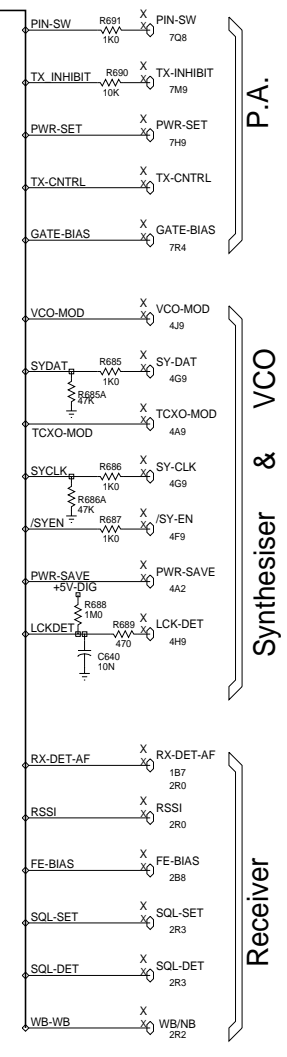 PIN-SW R691 1K0 X X PIN-SW 7Q8
TX_INHIBIT R690 10K X X TX-INHIBIT 7M9
PWR-SET X X PWR-SET 7H9
TX-CNTRL X X TX-CNTRL
GATE-BIAS X X GATE-BIAS 7R4
P.A.
VCO-MOD X X VCO-MOD 4J9
SYDAT R685 1K0 X X SY-DAT 4G9
R685A 47K
TCXO-MOD X X TCXO-MOD 4A9
SYCLK R686 1K0 X X SY-CLK 4G9
R686A 47K
/SYEN R687 1K0 X X /SY-EN 4F9
PWR-SAVE X X PWR-SAVE 4A2
+5V-DIG
R688 1M0
LCKDET R689 470 X X LCK-DET 4H9
C640 10N
Synthesiser & VCO
RX-DET-AF X X RX-DET-AF 1B7 2R0
RSSI X X RSSI 2R0
FE-BIAS X X FE-BIAS 2B8
SQL-SET X X SQL-SET 2R3
SQL-DET X X SQL-DET 2R3
WB-WB X X WB/NB 2R2
Receiver